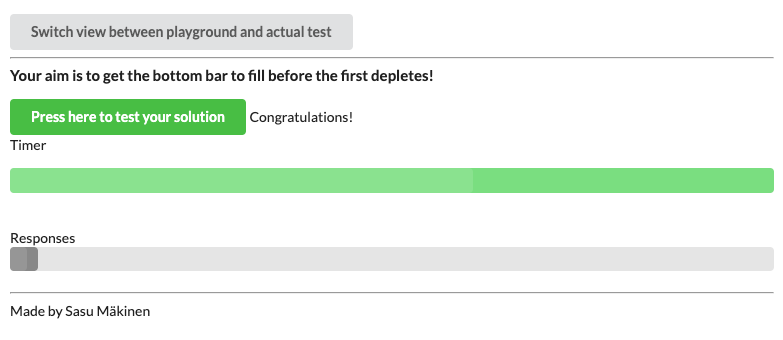 Switch view between playground and actual test
Your aim is to get the bottom bar to fill before the first depletes!
Press here to test your solution Congratulations!
Timer
Responses
Made by Sasu Mäkinen